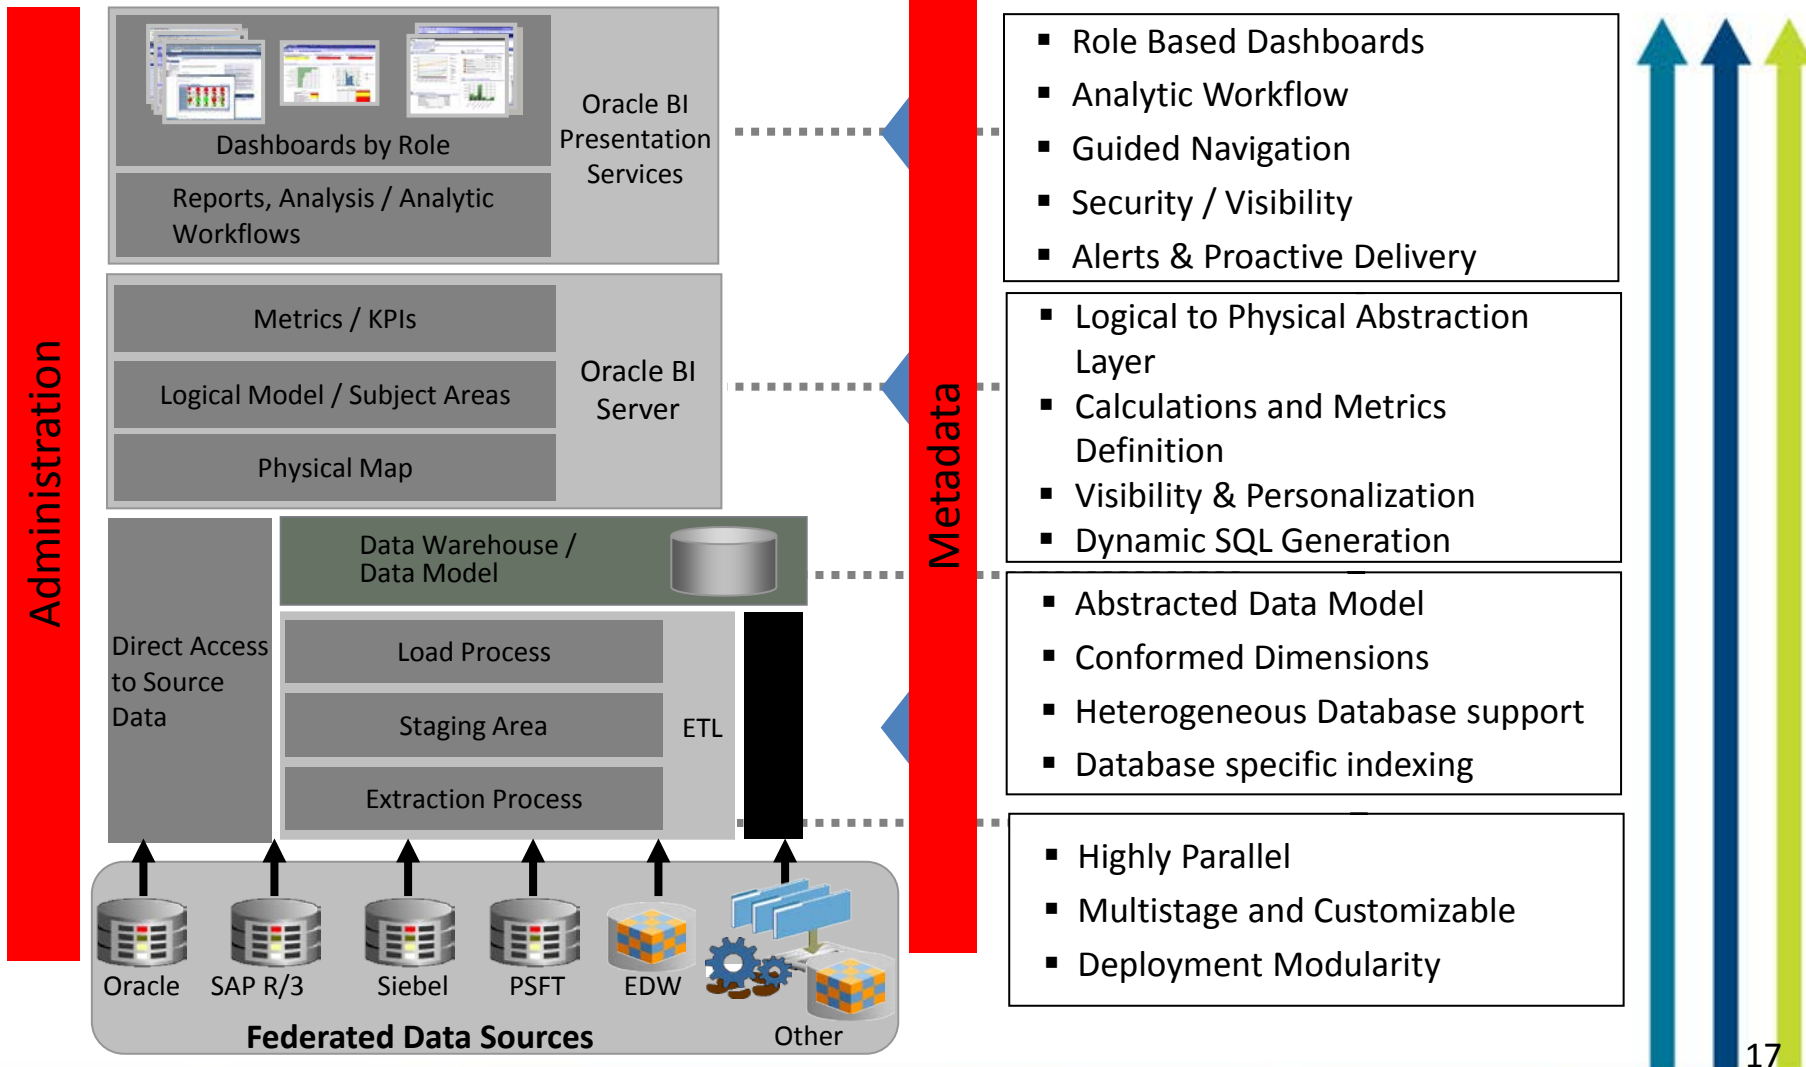 Administration
Dashboards by Role
Reports, Analysis / Analytic
Workflows
Oracle BI
Presentation
Services
Metrics / KPIs
Logical Model / Subject Areas
Physical Map
Oracle BI
Server
Data Warehouse /
Data Model
Direct Access
to Source
Data
Load Process
Staging Area
Extraction Process
ETL
Oracle
SAP R/3
Siebel
PSFT
EDW
Other
Federated Data Sources
Metadata
▪ Role Based Dashboards
▪ Analytic Workflow
▪ Guided Navigation
▪ Security / Visibility
▪ Alerts & Proactive Delivery
▪ Logical to Physical Abstraction
Layer
▪ Calculations and Metrics
Definition
▪ Visibility & Personalization
▪ Dynamic SQL Generation
▪ Abstracted Data Model
▪ Conformed Dimensions
▪ Heterogeneous Database support
▪ Database specific indexing
▪ Highly Parallel
▪ Multistage and Customizable
▪ Deployment Modularity
17